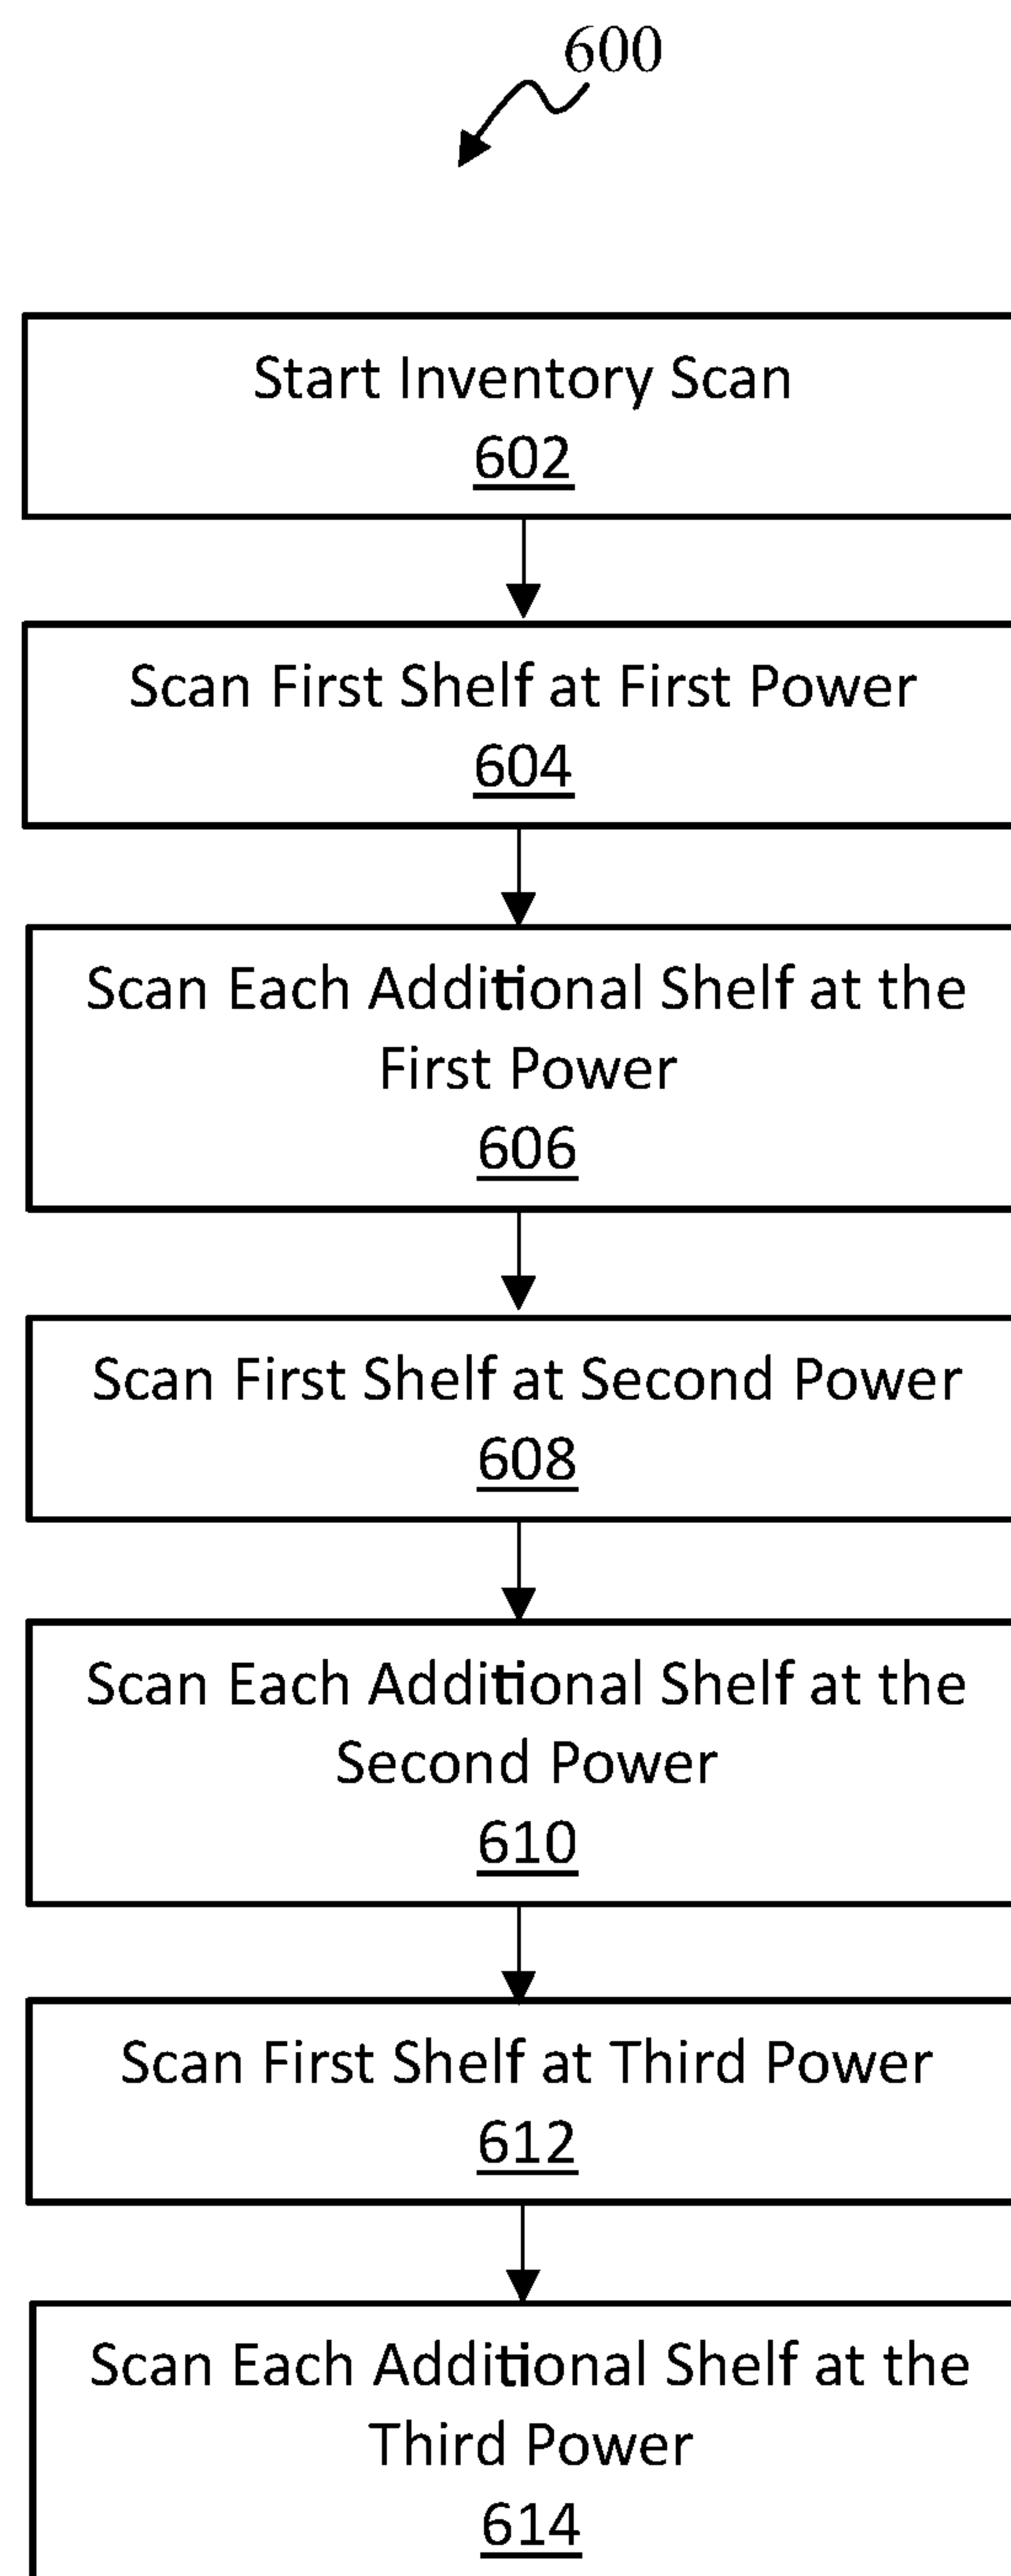 600
Start Inventory Scan
602
Scan First Shelf at First Power
604
Scan Each Additional Shelf at the
First Power
606
Scan First Shelf at Second Power
608
Scan Each Additional Shelf at the
Second Power
610
Scan First Shelf at Third Power
612
Scan Each Additional Shelf at the
Third Power
614